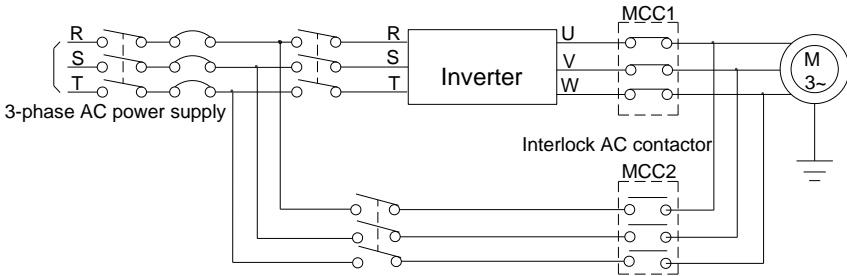 MCC1
R
R
U
S
S
V
T
T
W
Inverter
M
3~
3-phase AC power supply
Interlock AC contactor
MCC2